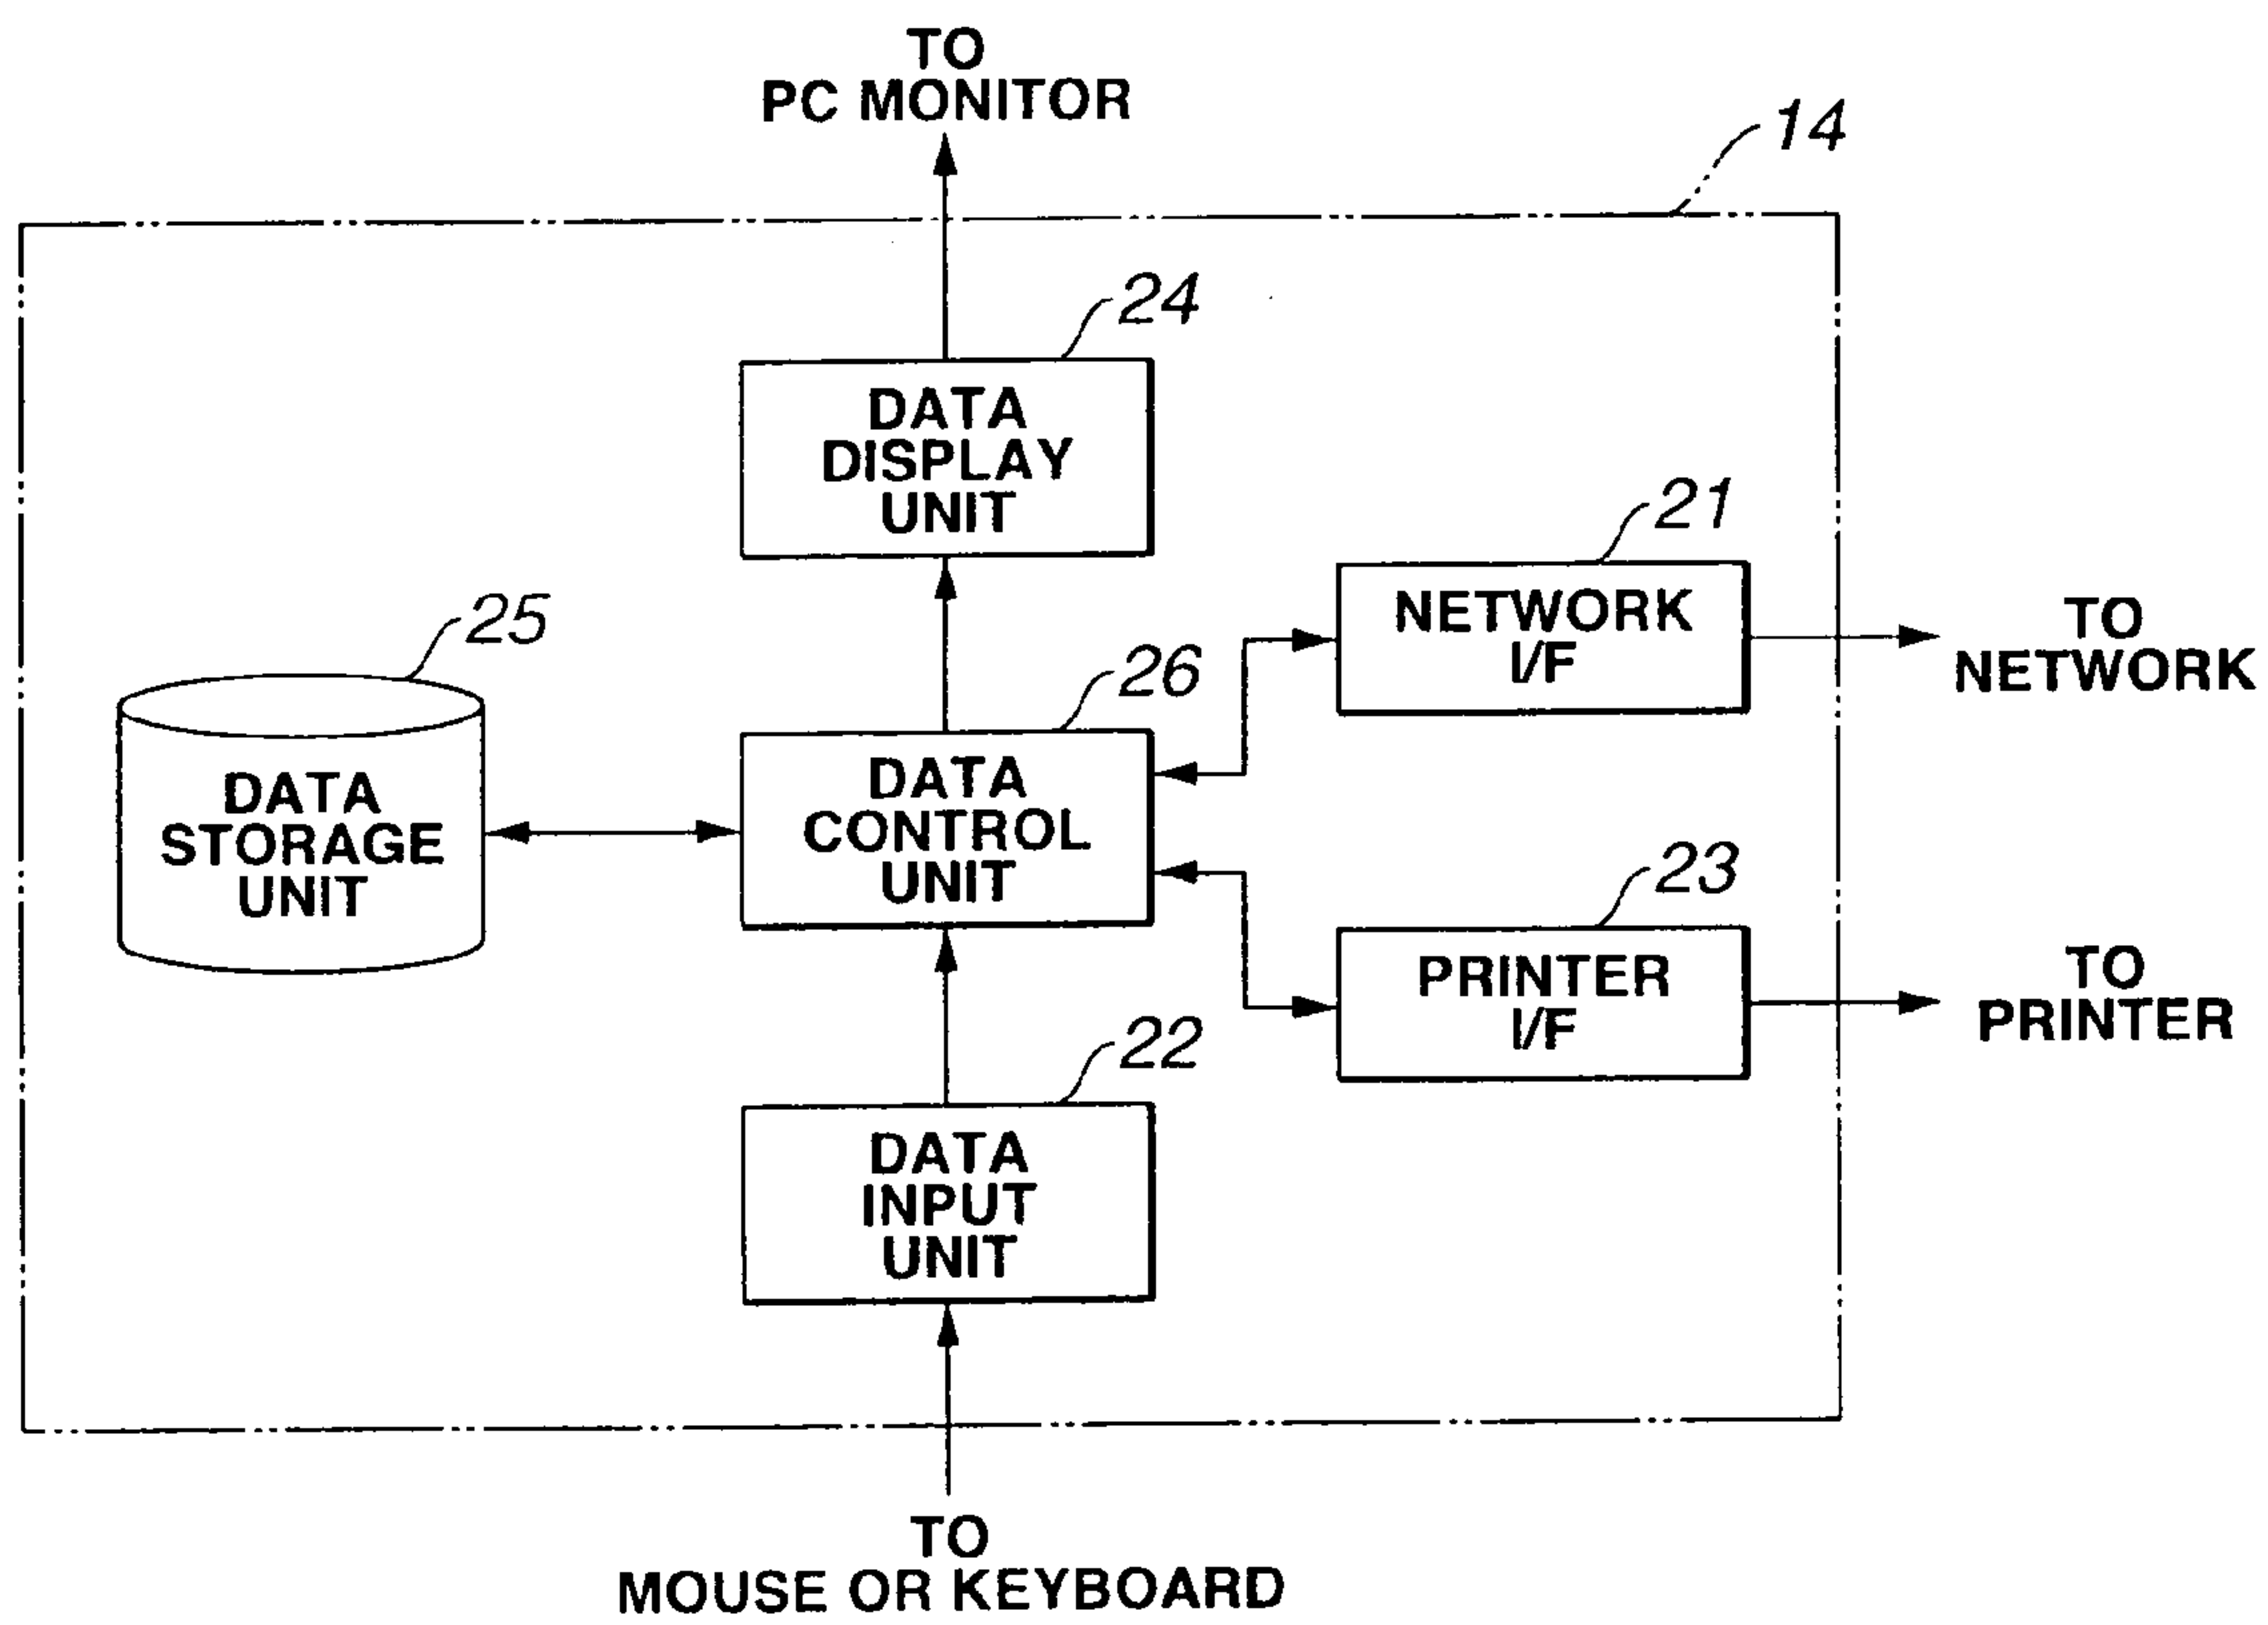 TO
PC MONITOR
14
24
DATA
DISPLAY
UNIT
21
NETWORK
I/F
TO
NETWORK
25
DATA
STORAGE
UNIT
26
DATA
CONTROL
UNIT
23
PRINTER
I/F
TO
PRINTER
22
DATA
INPUT
UNIT
TO
MOUSE OR KEYBOARD